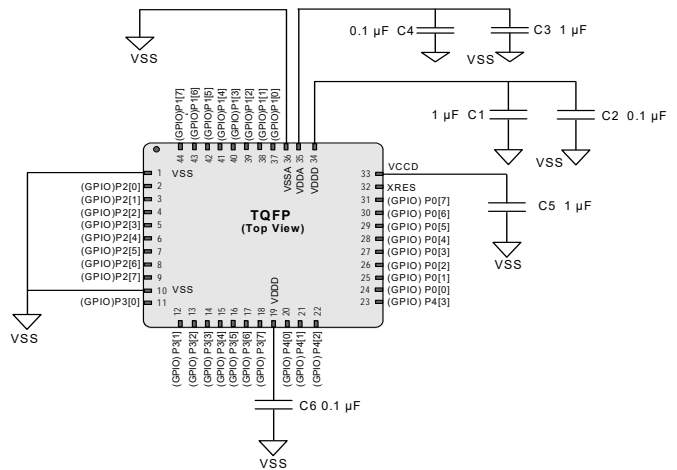 0.1 µF C4
C3 1 µF
VSS
VSS
1 µF C1
C2 0.1 µF
VSS
(GPIO)P1[7]
(GPIO)P1[6]
(GPIO)P1[5]
(GPIO)P1[4]
(GPIO)P1[3]
(GPIO)P1[2]
(GPIO)P1[1]
(GPIO)P1[0]
44
43
42
41
40
39
38
37
36
35
34
VSSA
VDDA
VDDD
TQFP
(Top View)
1 VSS
(GPIO)P2[0] 2
(GPIO)P2[1] 3
(GPIO)P2[2] 4
(GPIO)P2[3] 5
(GPIO)P2[4] 6
(GPIO)P2[5] 7
(GPIO)P2[6] 8
(GPIO)P2[7] 9
10 VSS
(GPIO)P3[0] 11
VSS
33 VCCD
32 XRES
31 (GPIO) P0[7]
30 (GPIO) P0[6]
29 (GPIO) P0[5]
28 (GPIO) P0[4]
27 (GPIO) P0[3]
26 (GPIO) P0[2]
25 (GPIO) P0[1]
24 (GPIO) P0[0]
23 (GPIO) P4[3]
C5 1 µF
VSS
VDDD
12
13
14
15
16
17
18
19
20
21
22
(GPIO) P3[1]
(GPIO) P3[2]
(GPIO) P3[3]
(GPIO) P3[4]
(GPIO) P3[5]
(GPIO) P3[6]
(GPIO) P3[7]
(GPIO) P4[0]
(GPIO) P4[1]
(GPIO) P4[2]
C6 0.1 µF
VSS